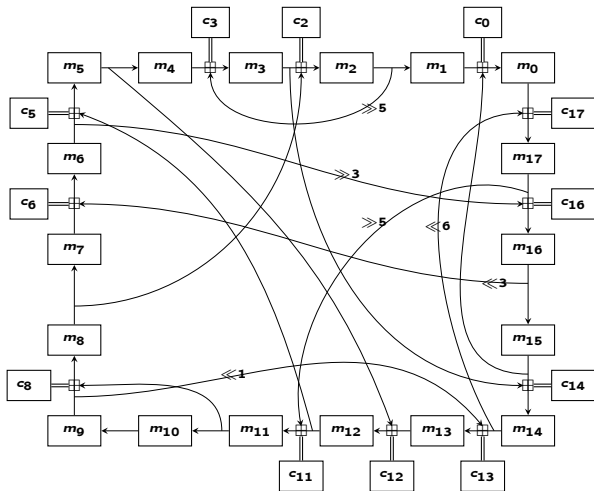 c3 c2 c0
m5 m4 m3 m2 m1 m0
≫5
c5 c17
m6 m17
≫3
c6 c16
≫5 ≪6
m7 m16
≪3
m8 m15
c8 ≪1 c14
m9 m10 m11 m12 m13 m14
c11 c12 c13